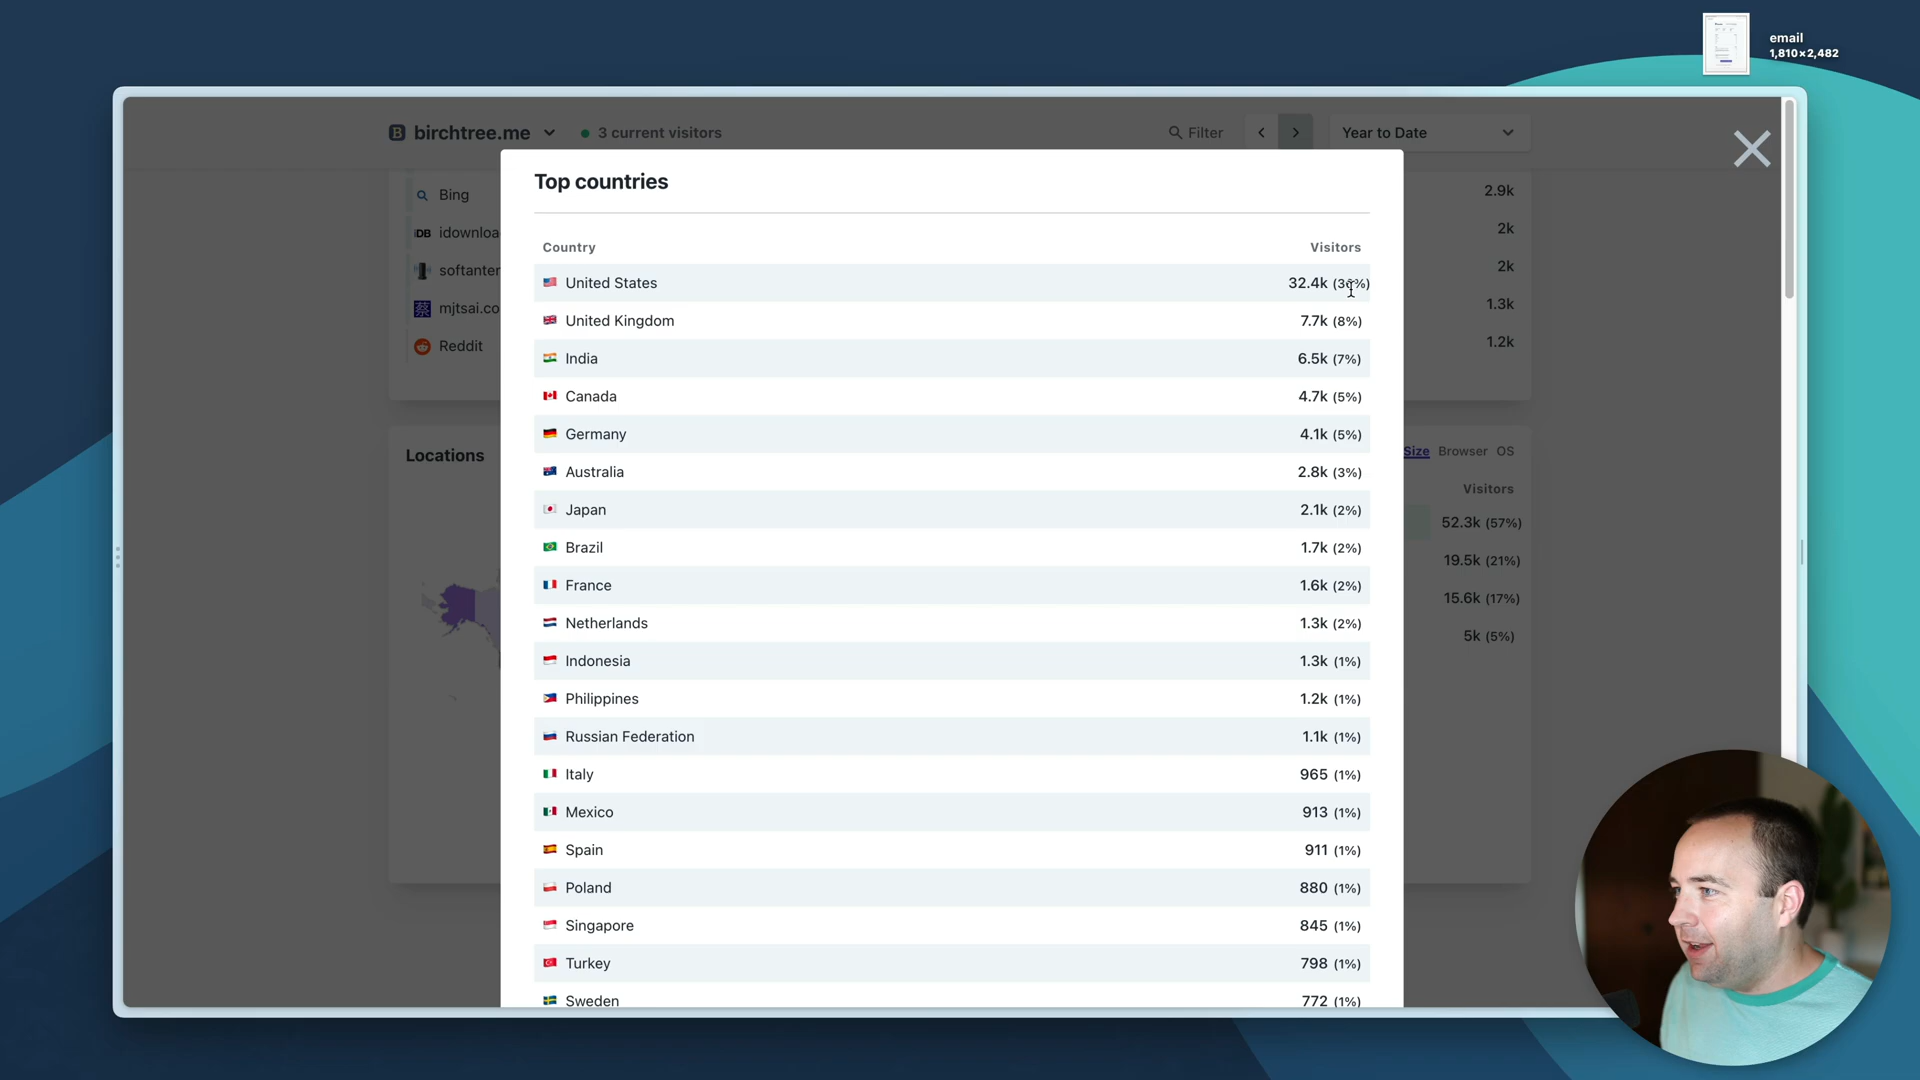 email
1,810×2,482
birchtree.me
3 current visitors
Filter
Year to Date
Top countries
Country Visitors
United States 32.4k
United Kingdom 7.7k (8%)
India 6.5k (7%)
Canada 4.7k (5%)
Germany 4.1k (5%)
Australia 2.8k (3%)
Japan 2.1k (2%)
Brazil 1.7k (2%)
France 1.6k (2%)
Netherlands 1.3k (2%)
Indonesia 1.3k (1%)
Philippines 1.2k (1%)
Russian Federation 1.1k (1%)
Italy 965 (1%)
Mexico 913 (1%)
Spain 911 (1%)
Poland 880 (1%)
Singapore 845 (1%)
Turkey 798 (1%)
Sweden 772 (1%)
Bing
idownloa
softanter
mjtsai.co
Reddit
2.9k
2k
2k
1.3k
1.2k
Locations
Size Browser OS
Visitors
52.3k (57%)
19.5k (21%)
15.6k (17%)
5k (5%)